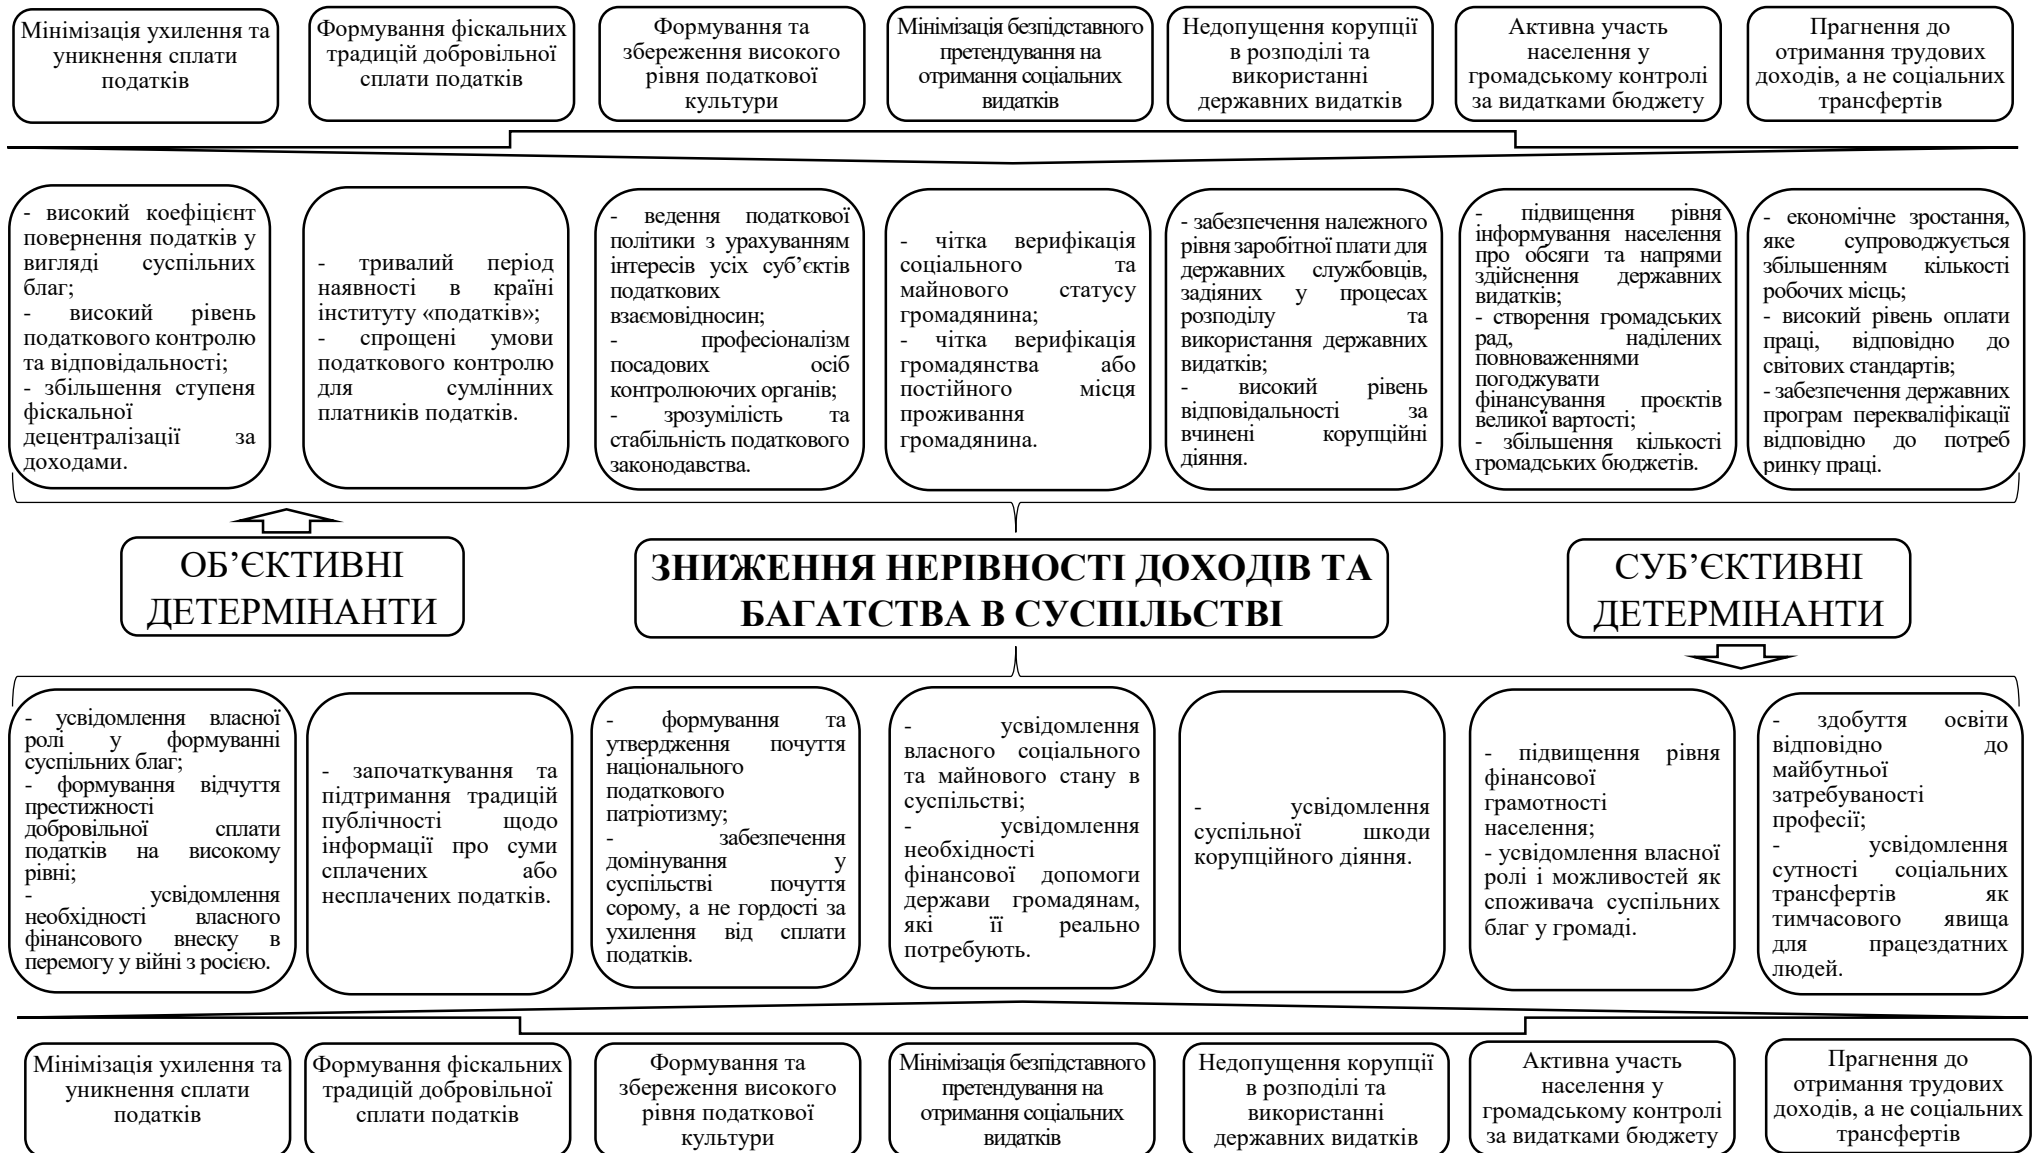 Мінімізація ухилення та
уникнення сплати
податків
Формування фіскальних
традицій добровільної
сплати податків
Формування та
збереження високого
рівня податкової
культури
Мінімізація безпідставного
претендування на
отримання соціальних
видатків
Недопущення корупції
в розподілі та
використанні
державних видатків
Активна участь
населення у
громадському контролі
за видатками бюджету
Прагнення до
отримання трудових
доходів, а не соціальних
трансфертів
- високий коефіцієнт
повернення податків у
вигляді суспільних
благ;
- високий рівень
податкового контролю
та відповідальності;
- збільшення ступеня
фіскальної
децентралізації за
доходами.
- тривалий період
наявності в країні
інституту «податків»;
- спрощені умови
податкового контролю
для сумлінних
платників податків.
- ведення податкової
політики з урахуванням
інтересів усіх суб’єктів
податкових
взаємовідносин;
- професіоналізм
посадових осіб
контролюючих органів;
- зрозумілість та
стабільність податкового
законодавства.
- чітка верифікація
соціального та
майнового статусу
громадянина;
- чітка верифікація
громадянства або
постійного місця
проживання
громадянина.
- забезпечення належного
рівня заробітної плати для
державних службовців,
задіяних у процесах
розподілу та
використання державних
видатків;
- високий рівень
відповідальності за
вчинені корупційні
діяння.
- підвищення рівня
інформування населення
про обсяги та напрями
здійснення державних
видатків;
- створення громадських
рад, наділених
повноваженнями
погоджувати
фінансування проєктів
великої вартості;
- збільшення кількості
громадських бюджетів.
- економічне зростання,
яке супроводжується
збільшенням кількості
робочих місць;
- високий рівень оплати
праці, відповідно до
світових стандартів;
- забезпечення державних
програм перекваліфікації
відповідно до потреб
ринку праці.
ОБ’ЄКТИВНІ
ДЕТЕРМІНАНТИ
ЗНИЖЕННЯ НЕРІВНОСТІ ДОХОДІВ ТА
БАГАТСТВА В СУСПІЛЬСТВІ
СУБ’ЄКТИВНІ
ДЕТЕРМІНАНТИ
- усвідомлення власної
ролі у формуванні
суспільних благ;
- формування відчуття
престижності
добровільної сплати
податків на високому
рівні;
- усвідомлення
необхідності власного
фінансового внеску в
перемогу у війні з росією.
- започаткування та
підтримання традицій
публічності щодо
інформації про суми
сплачених або
несплачених податків.
- формування та
утвердження почуття
національного
податкового
патріотизму;
- забезпечення
домінування у
суспільстві почуття
сорому, а не гордості за
ухилення від сплати
податків.
- усвідомлення
власного соціального
та майнового стану в
суспільстві;
- усвідомлення
необхідності
фінансової допомоги
держави громадянам,
які її реально
потребують.
- усвідомлення
суспільної шкоди
корупційного діяння.
- підвищення рівня
фінансової
грамотності
населення;
- усвідомлення власної
ролі і можливостей як
споживача суспільних
благ у громаді.
- здобуття освіти
відповідно до
майбутньої
затребуваності
професії;
- усвідомлення
сутності соціальних
трансфертів як
тимчасового явища
для працездатних
людей.
Мінімізація ухилення та
уникнення сплати
податків
Формування фіскальних
традицій добровільної
сплати податків
Формування та
збереження високого
рівня податкової
культури
Мінімізація безпідставного
претендування на
отримання соціальних
видатків
Недопущення корупції
в розподілі та
використанні
державних видатків
Активна участь
населення у
громадському контролі
за видатками бюджету
Прагнення до
отримання трудових
доходів, а не соціальних
трансфертів